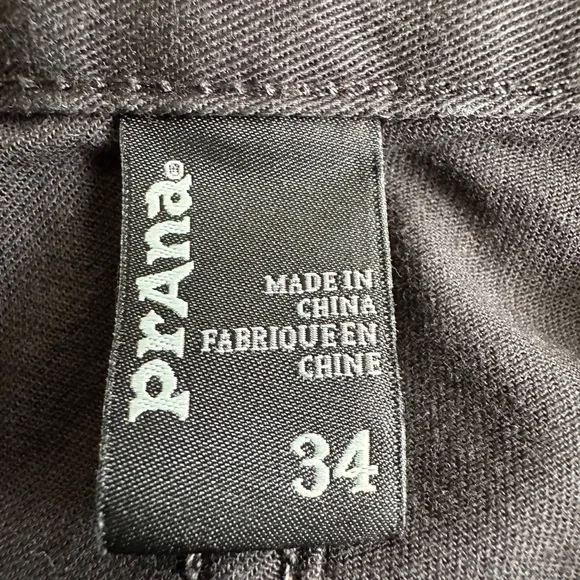 prAna®
MADE IN
CHINA
FABRIQUE EN
CHINE
34